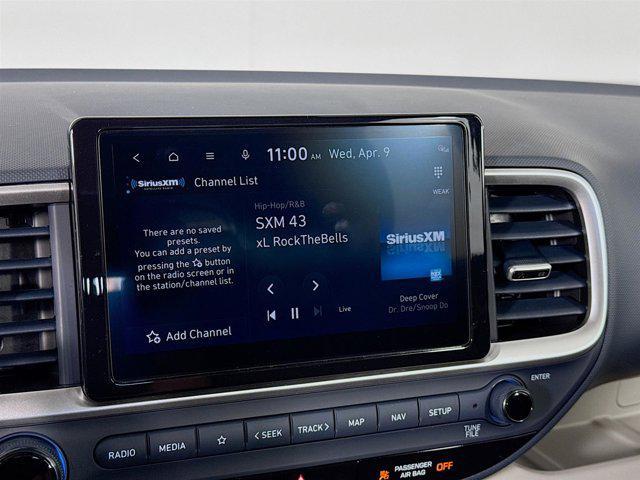 11:00 AM Wed, Apr. 9
SiriusXM
SATELLITE RADIO
Channel List
WEAK
There are no saved
presets.
You can add a preset by
pressing the button
on the radio screen or in
the station/channel list.
Add Channel
Hip-Hop/R&B
SXM 43
xL RockTheBells
Live
SiriusXM
Deep Cover
Dr. Dre/Snoop Do
RADIO
MEDIA
< SEEK
TRACK >
MAP
NAV
SETUP
TUNE
FILE
ENTER
PASSENGER
AIR BAG
OFF